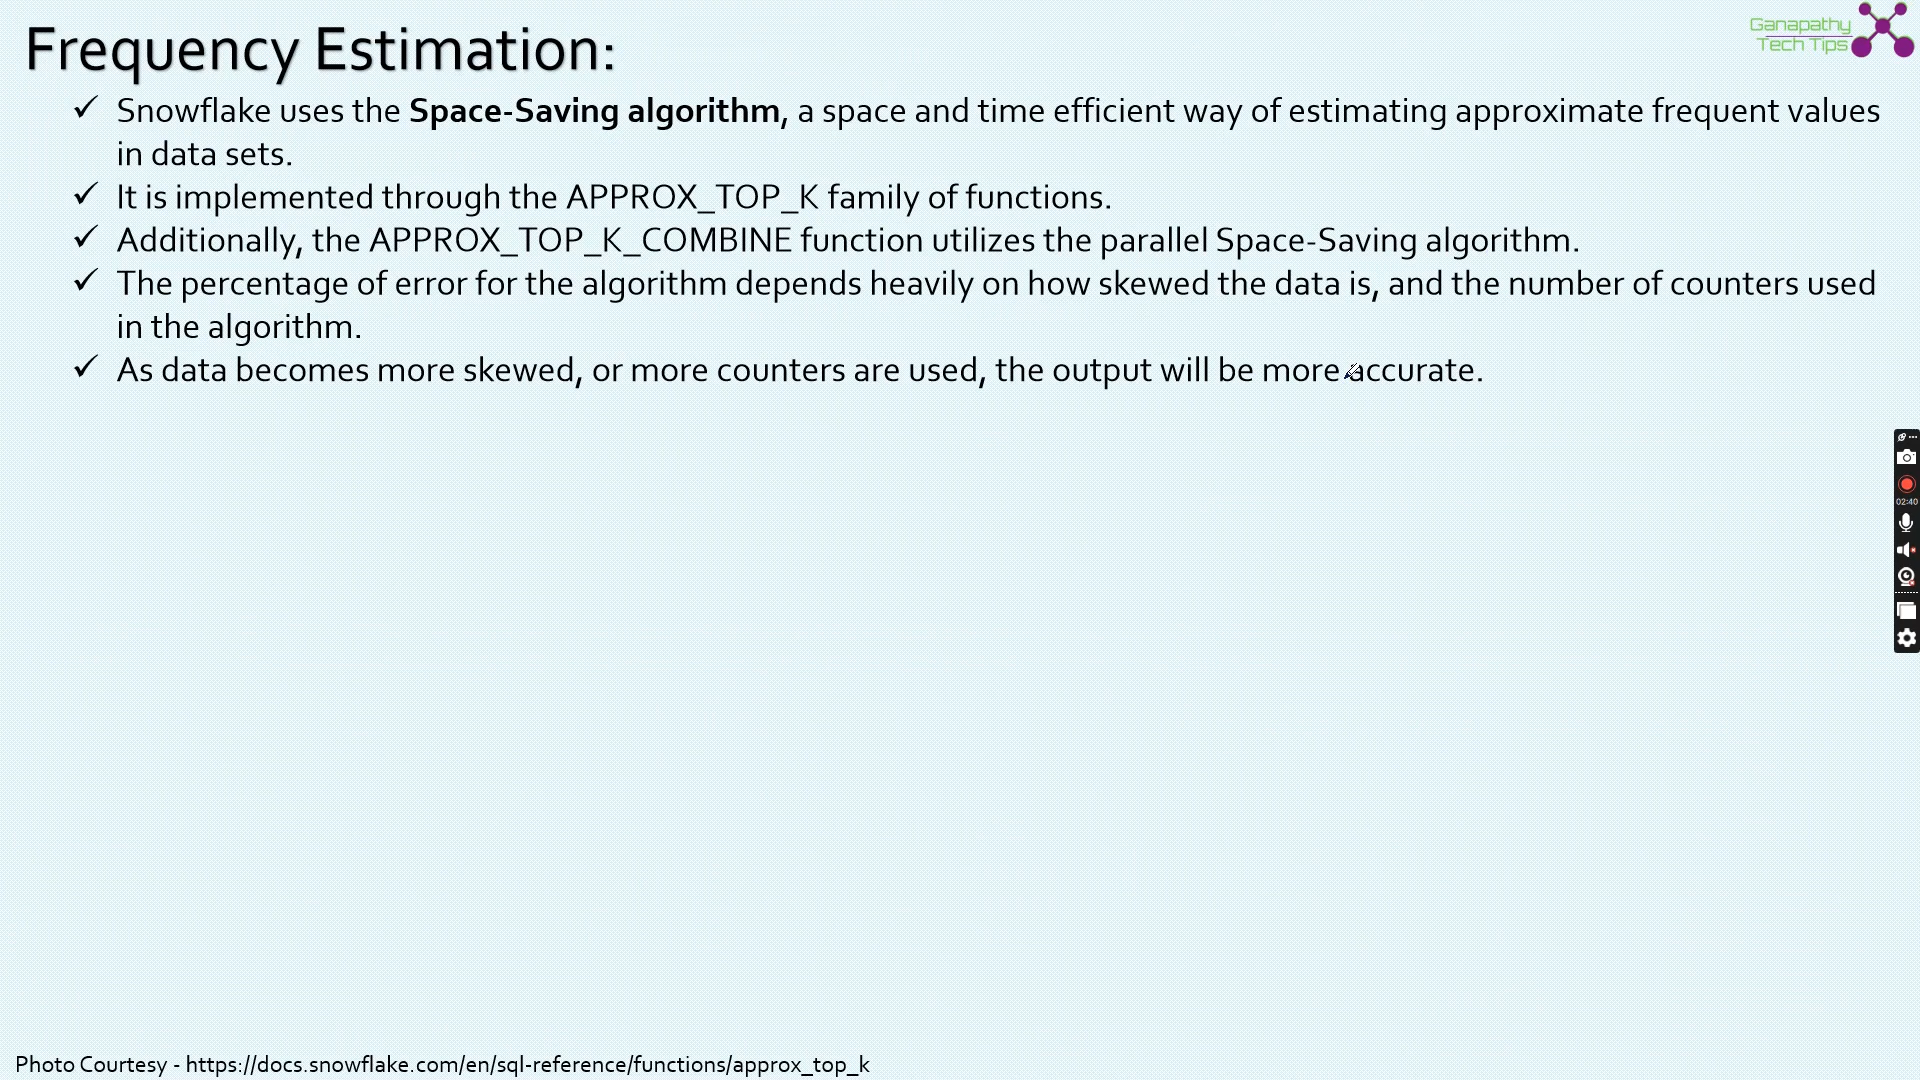 Frequency Estimation:
Ganapathy
Tech Tips
✓ Snowflake uses the Space-Saving algorithm, a space and time efficient way of estimating approximate frequent values
in data sets.
✓ It is implemented through the APPROX_TOP_K family of functions.
✓ Additionally, the APPROX_TOP_K_COMBINE function utilizes the parallel Space-Saving algorithm.
✓ The percentage of error for the algorithm depends heavily on how skewed the data is, and the number of counters used
in the algorithm.
✓ As data becomes more skewed, or more counters are used, the output will be more accurate.
02:40
Photo Courtesy - https://docs.snowflake.com/en/sql-reference/functions/approx_top_k